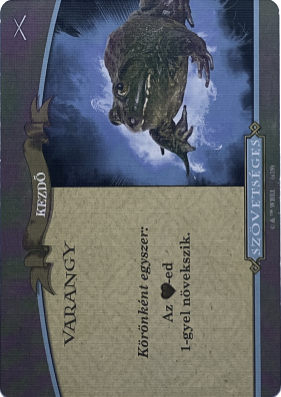 KEZDŐ
VARANGY
Körönként egyszer:
Az ♥-ed
1-gyel növekszik.
SZÖVETSÉGES